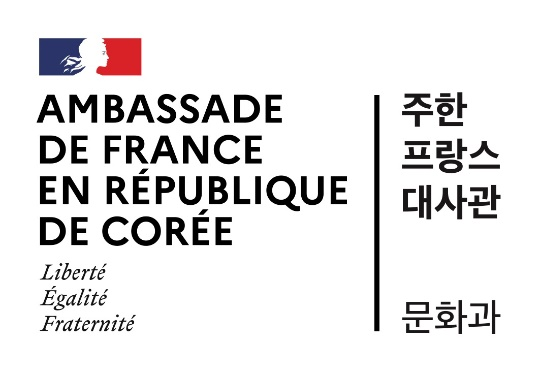 AMBASSADE
DE FRANCE
EN RÉPUBLIQUE
DE CORÉE
Liberté
Égalité
Fraternité
주한
프랑스
대사관
문화과